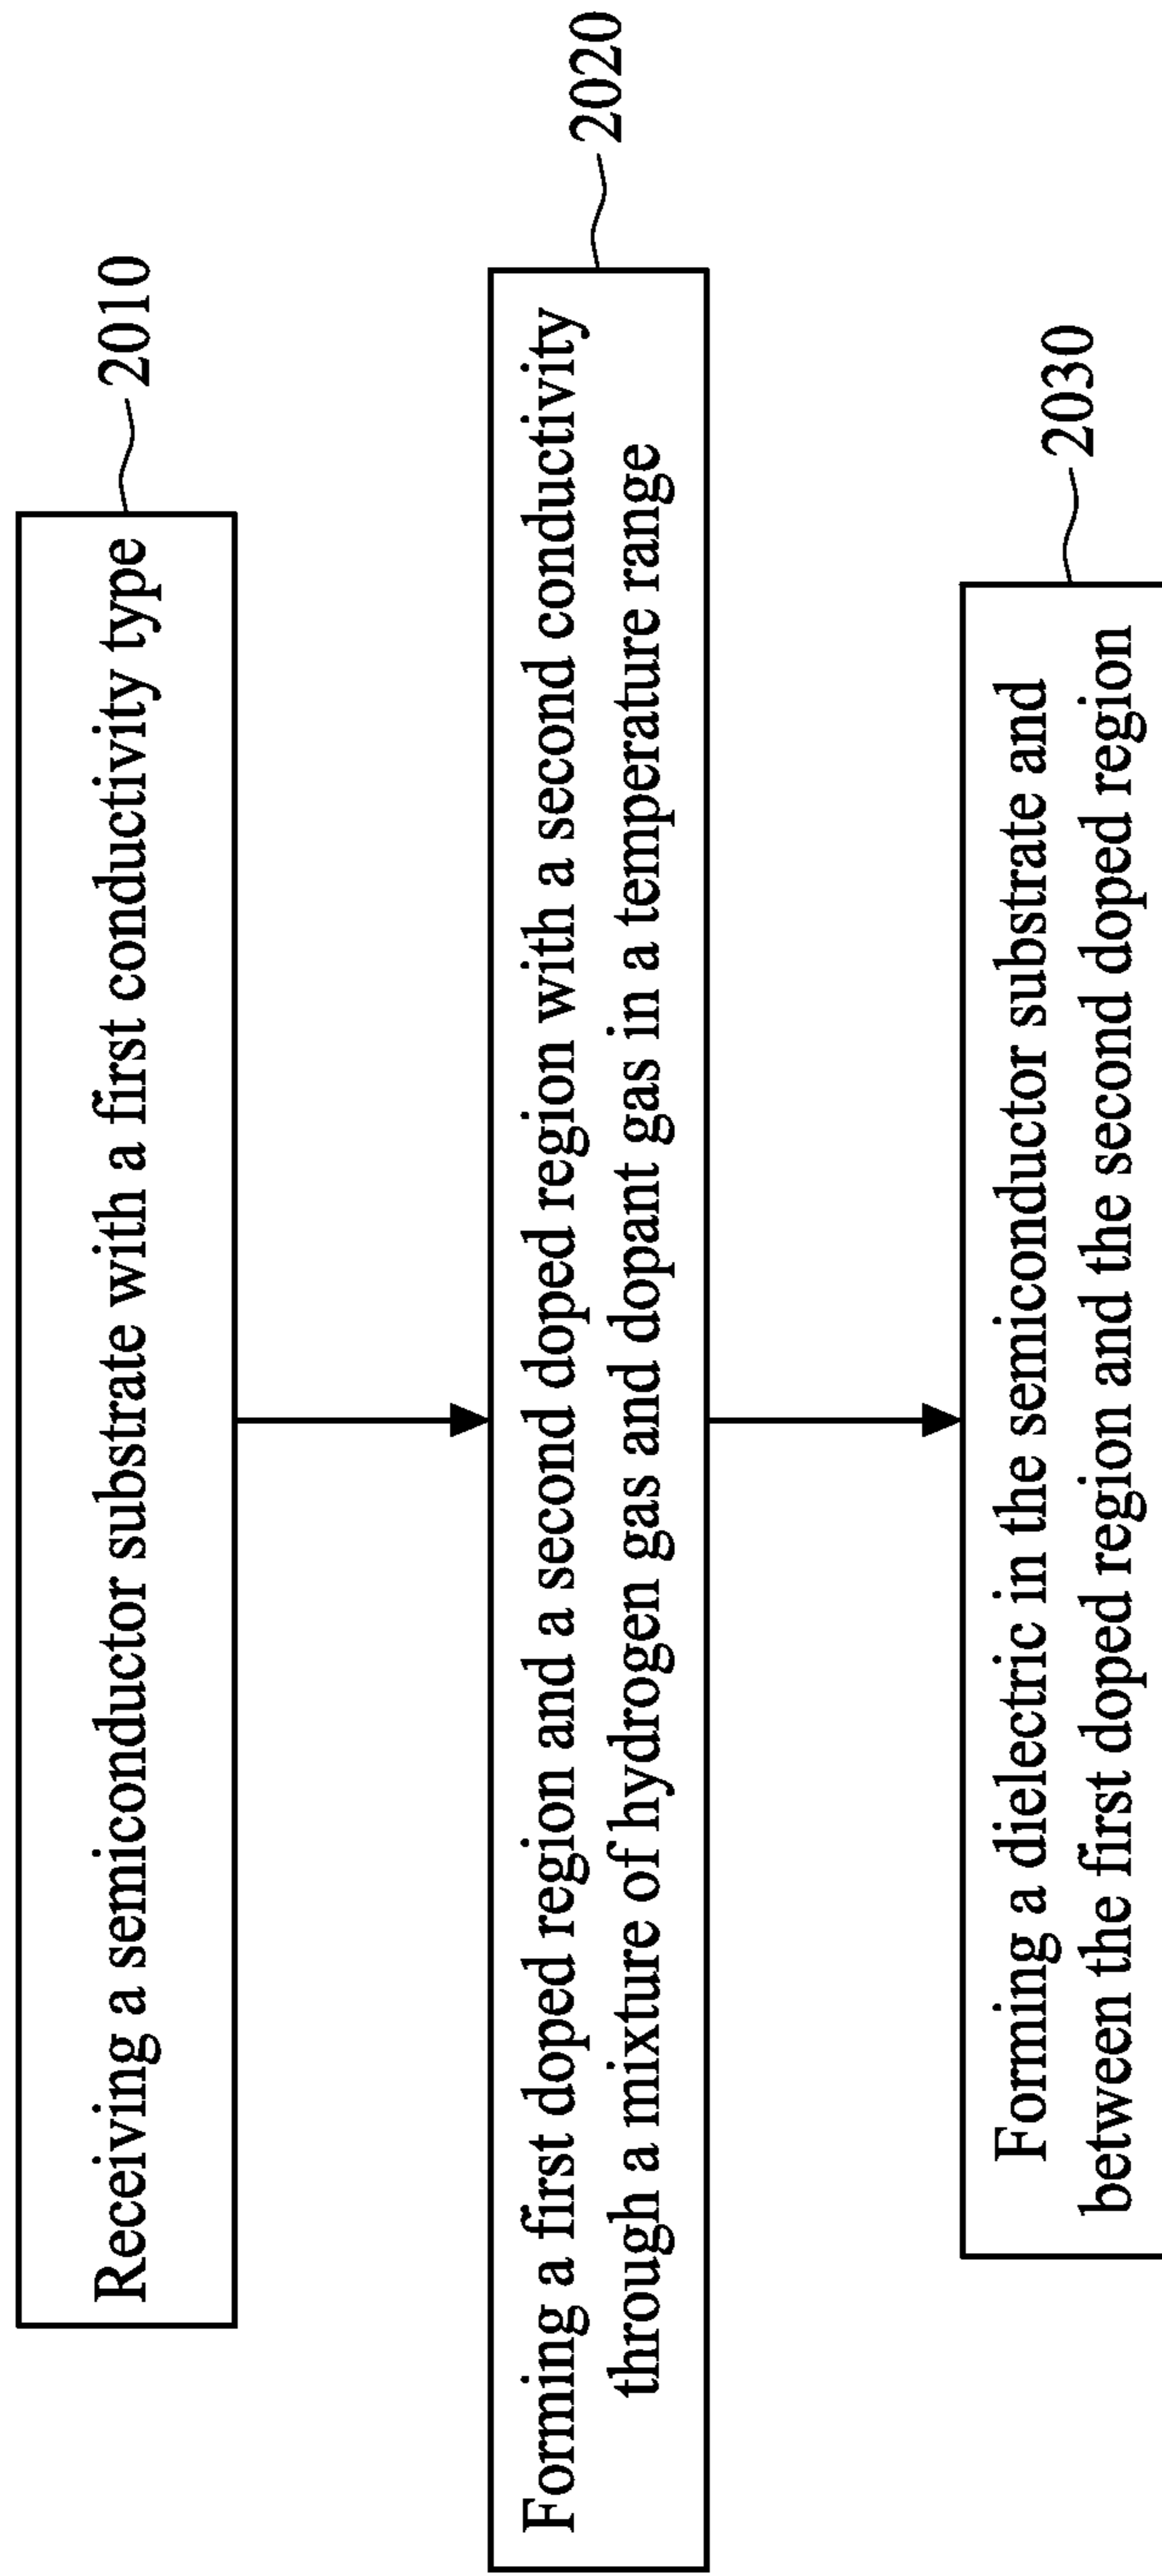 Receiving a semiconductor substrate with a first conductivity type
2010
Forming a first doped region and a second doped region with a second conductivity
through a mixture of hydrogen gas and dopant gas in a temperature range
2020
Forming a dielectric in the semiconductor substrate and
between the first doped region and the second doped region
2030